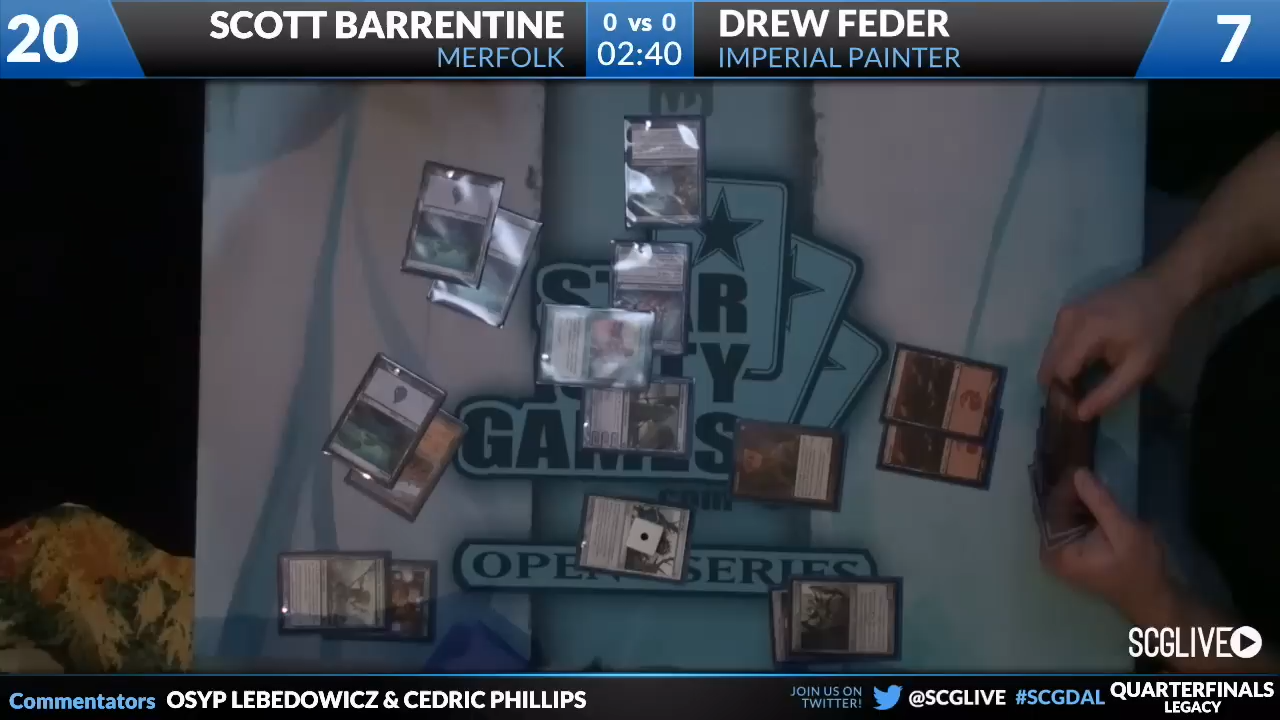 20
SCOTT BARRENTINE
MERFOLK
0 vs 0
02:40
DREW FEDER
IMPERIAL PAINTER
7
STAR
CITY
GAMES
.com
OPEN SERIES
SCGLIVE
Commentators OSYP LEBEDOWICZ & CEDRIC PHILLIPS
JOIN US ON
TWITTER!
@SCGLIVE #SCGDAL
QUARTERFINALS
LEGACY